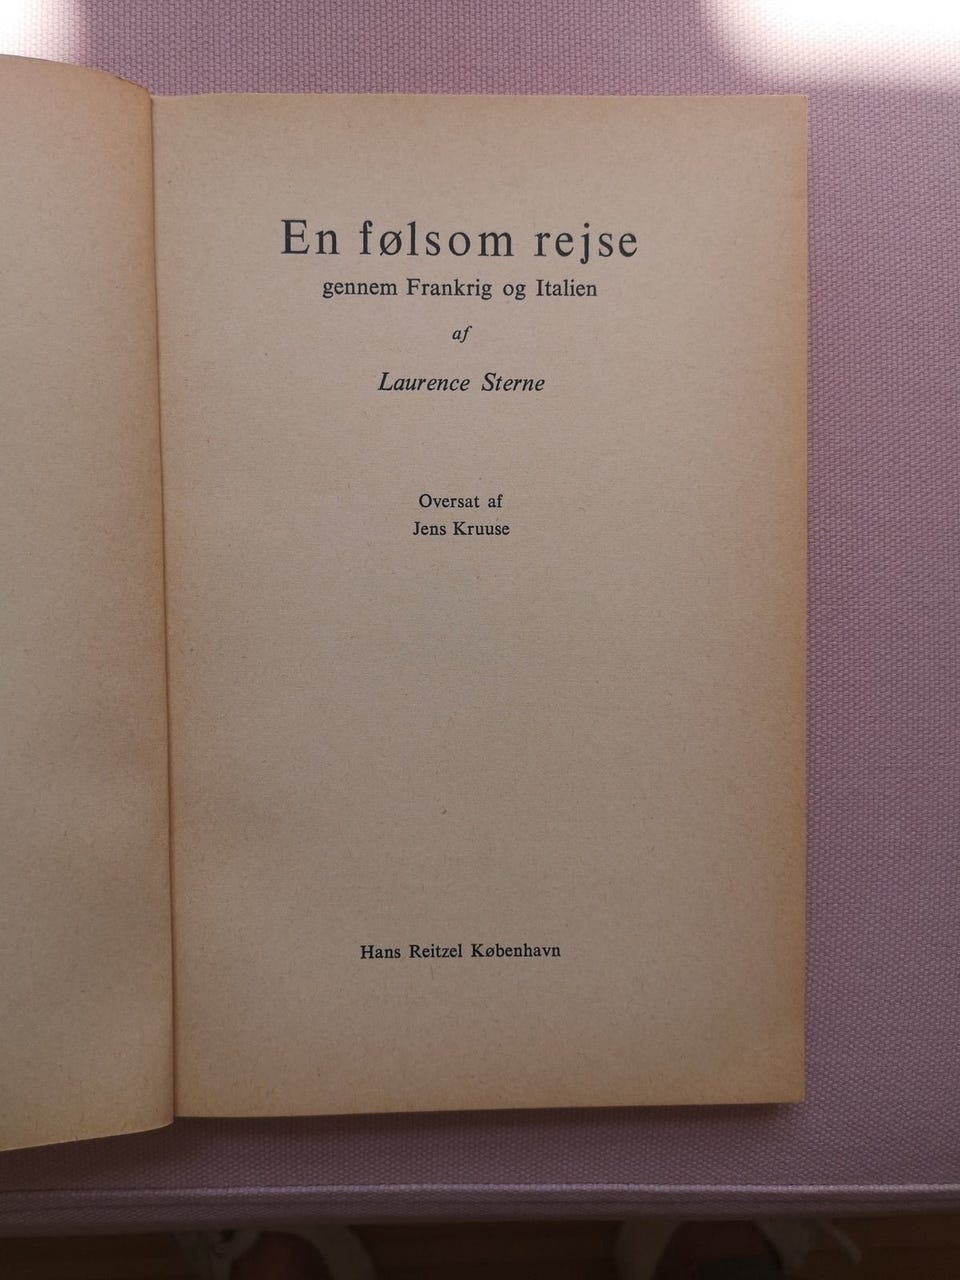 En følsom rejse
gennem Frankrig og Italien
af
Laurence Sterne
Oversat af
Jens Kruuse
Hans Reitzel København